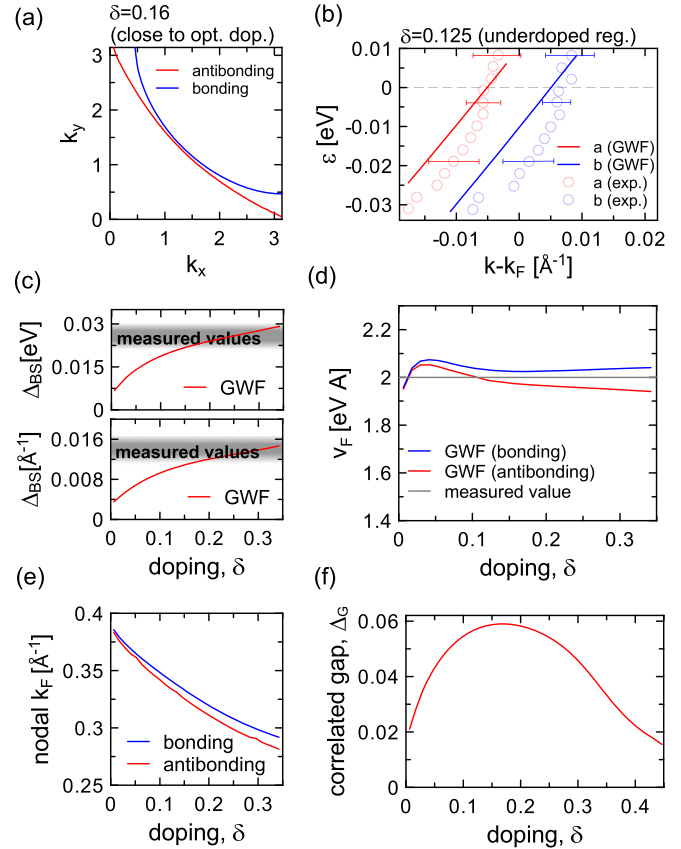 (a)
δ=0.16
(close to opt. dop.)
antibonding
bonding
3
2
1
0
k_y
0 1 2 3
k_x
(b)
δ=0.125 (underdoped reg.)
0.01
0
-0.01
-0.02
-0.03
ε [eV]
a (GWF)
b (GWF)
a (exp.)
b (exp.)
-0.01 0 0.01 0.02
k-k_F [Å⁻¹]
(c)
0.03
0.015
0
Δ_BS[eV]
measured values
GWF
0.016
0.008
0
Δ_BS[Å⁻¹]
measured values
GWF
0 0.1 0.2 0.3
doping, δ
(d)
2.2
2
1.8
1.6
1.4
v_F [eV A]
GWF (bonding)
GWF (antibonding)
measured value
0 0.1 0.2 0.3
doping, δ
(e)
0.4
0.35
0.3
0.25
nodal k_F [Å⁻¹]
bonding
antibonding
0 0.1 0.2 0.3
doping, δ
(f)
0.06
0.04
0.02
0
correlated gap, Δ_G
0 0.1 0.2 0.3 0.4
doping, δ